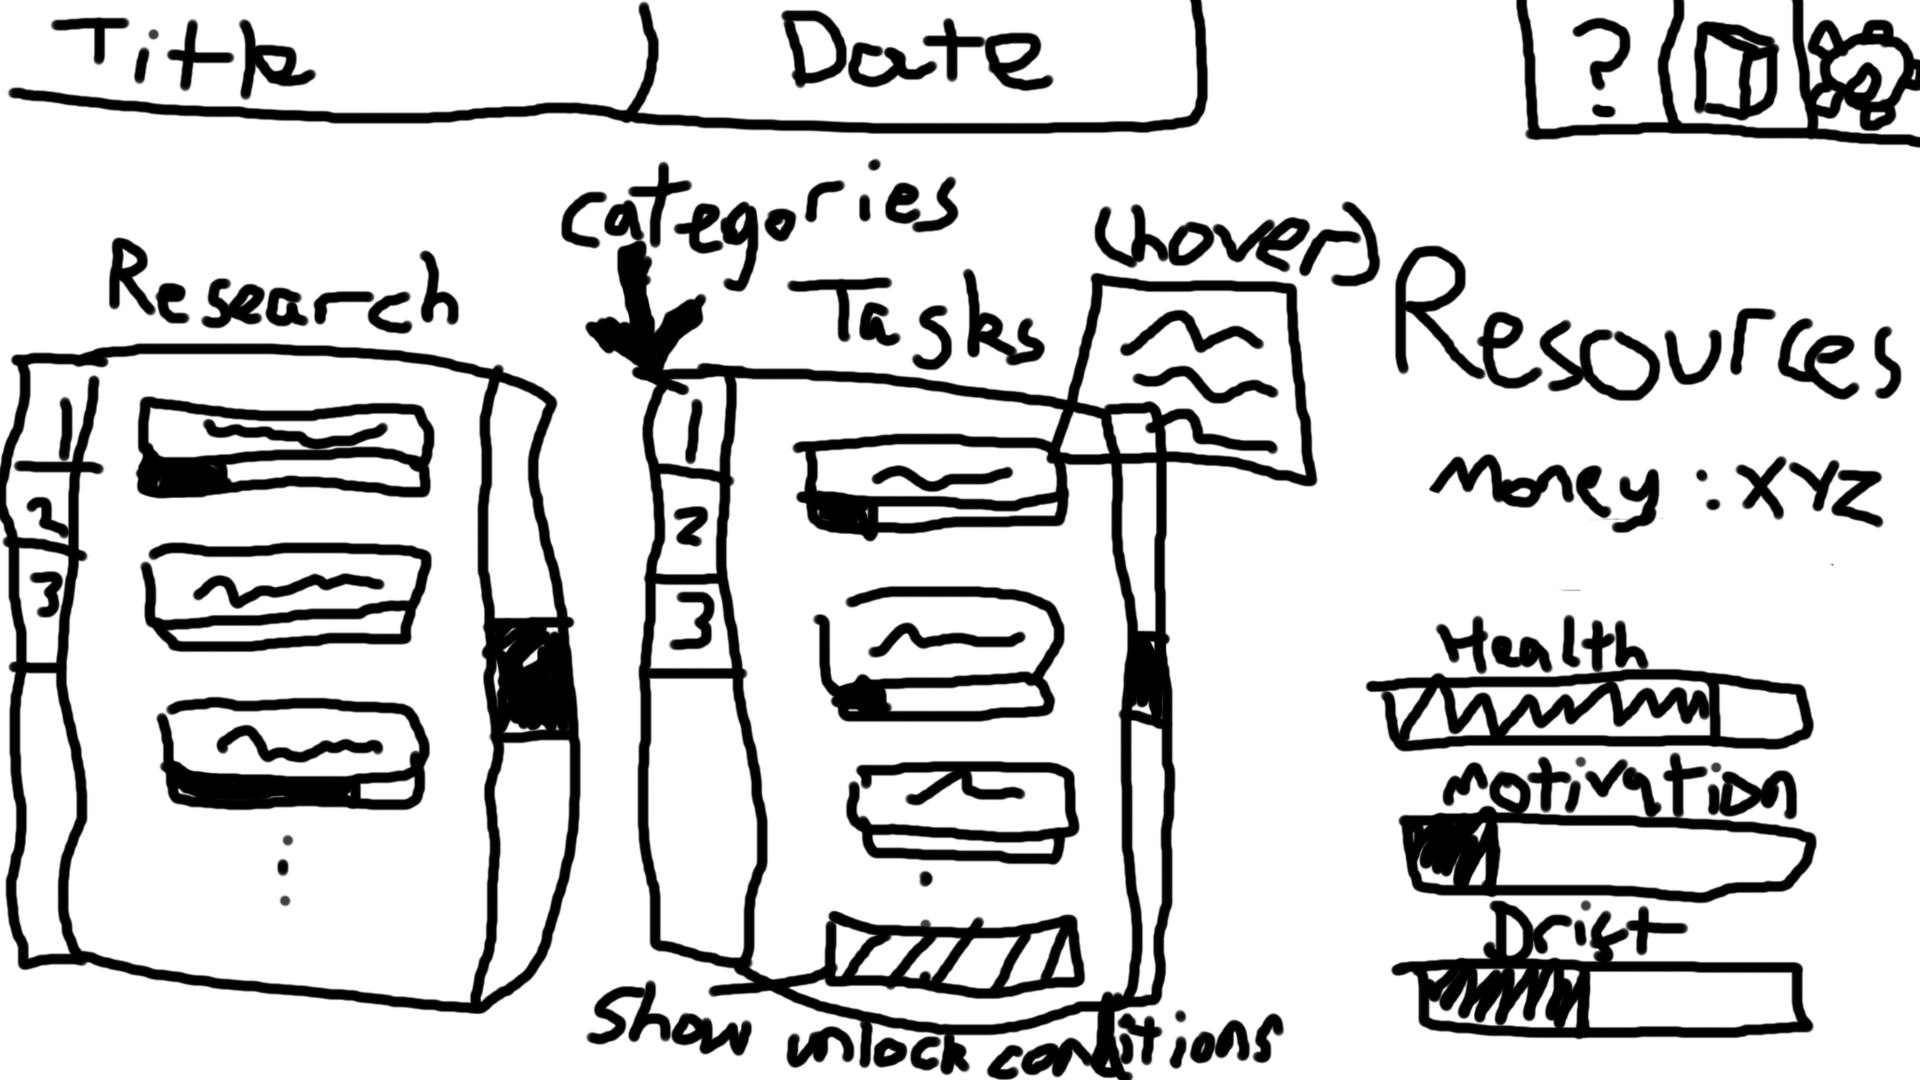 Title
Date
?
categories
(hover)
Research
Tasks
Resources
Money : XYZ
1
2
3
1
2
3
Health
Motivation
Drift
Show unlock conditions